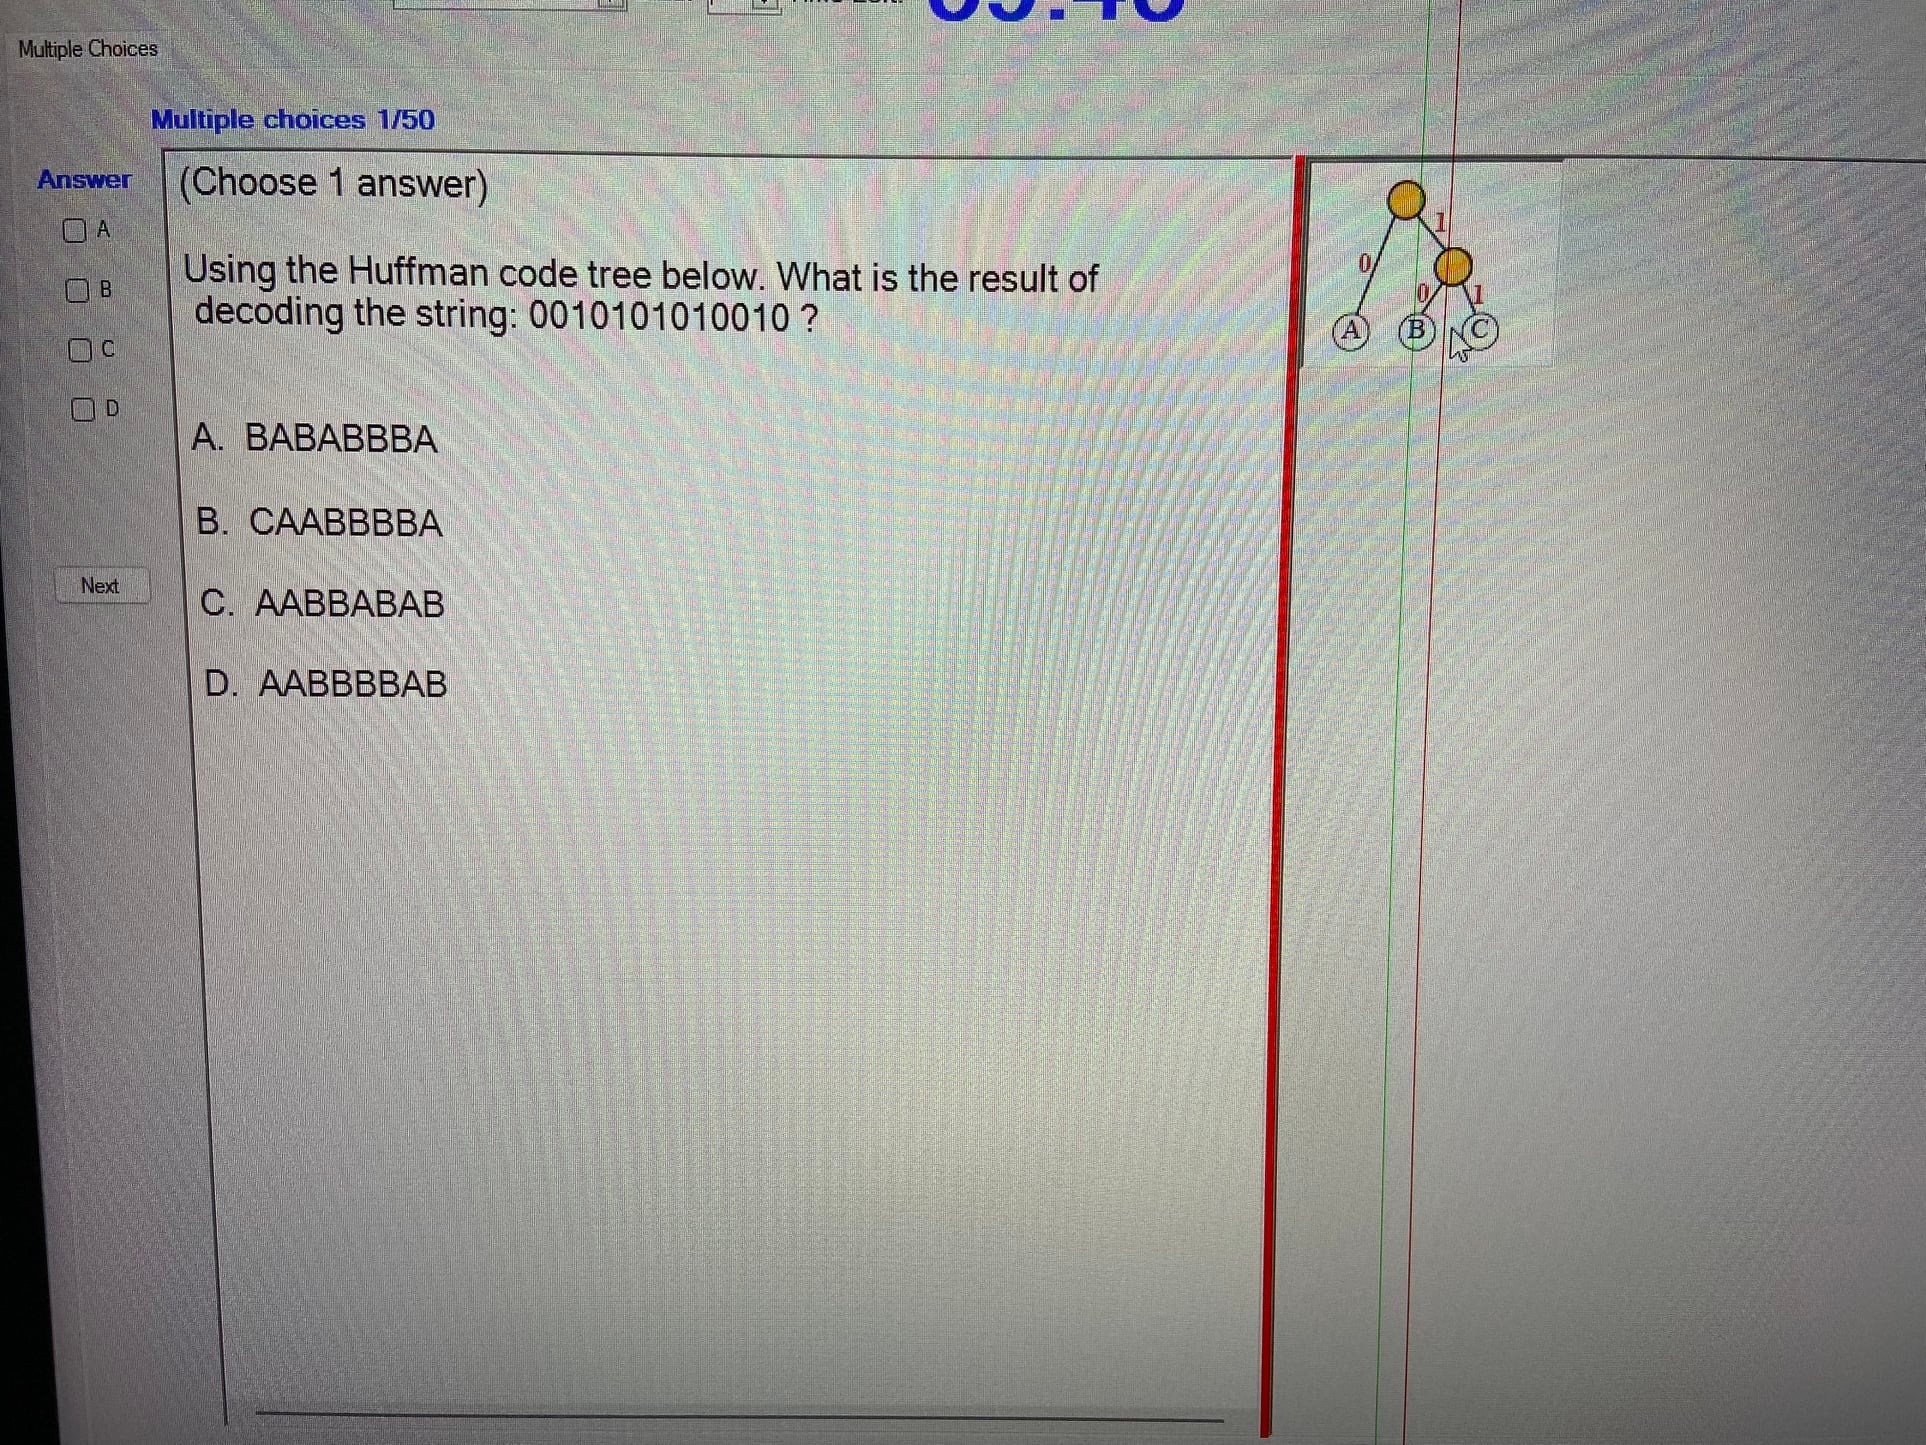 Multiple Choices
Multiple choices 1/50
Answer
A
B
C
D
Next
(Choose 1 answer)
Using the Huffman code tree below. What is the result of
decoding the string: 0010101010010 ?
A. BABABBBA
B. CAABBBBA
C. AABBABAB
D. AABBBBAB
1
0
0 1
A B C